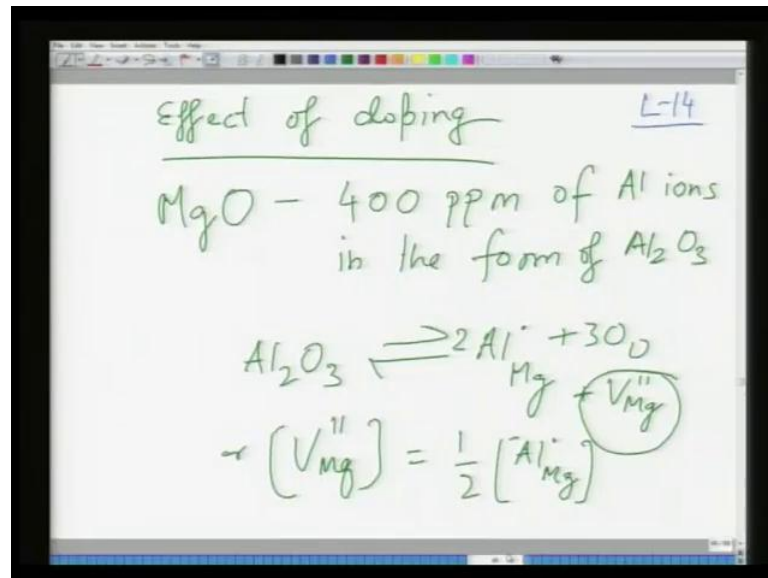 Effect of doping
L-14
MgO - 400 ppm of Al ions
in the form of Al₂O₃
Al₂O₃ ⇌ 2Al˙Mg + 3Oo
+ V''Mg
[V''Mg] = 1/2 [Al˙Mg]